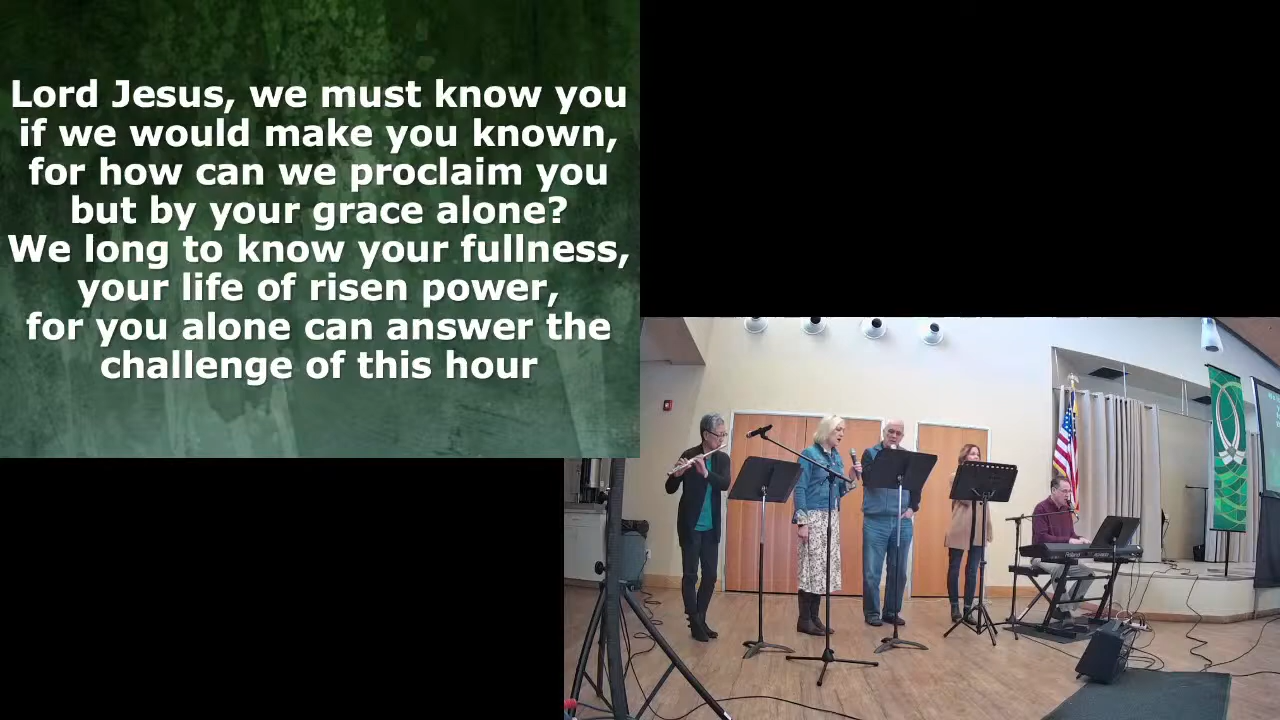 Lord Jesus, we must know you
if we would make you known,
for how can we proclaim you
but by your grace alone?
We long to know your fullness,
your life of risen power,
for you alone can answer the
challenge of this hour
Roland